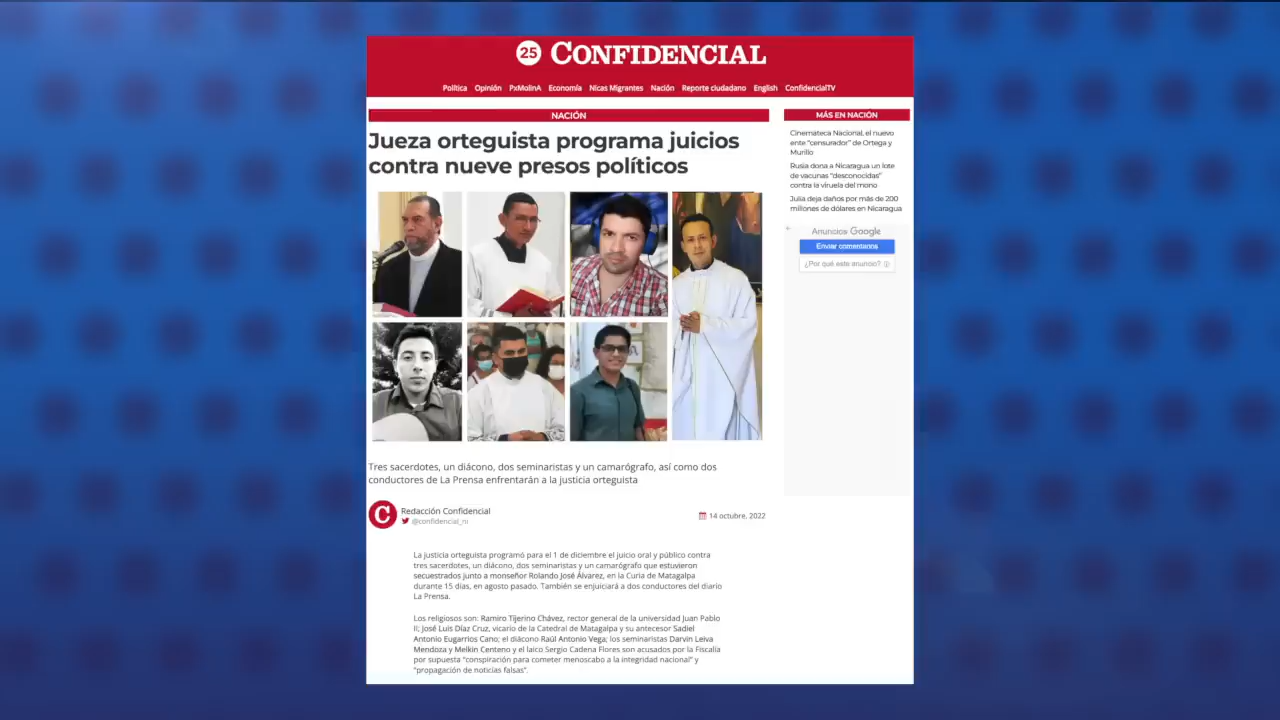 25 CONFIDENCIAL
Política Opinión PxMolinA Economía Nicas Migrantes Nación Reporte ciudadano English ConfidencialTV
NACIÓN
Jueza orteguista programa juicios
contra nueve presos políticos
Tres sacerdotes, un diácono, dos seminaristas y un camarógrafo, así como dos
conductores de La Prensa enfrentarán a la justicia orteguista
C
Redacción Confidencial
@confidencial_ni
14 octubre, 2022
La justicia orteguista programó para el 1 de diciembre el juicio oral y público contra
tres sacerdotes, un diácono, dos seminaristas y un camarógrafo que estuvieron
secuestrados junto a monseñor Rolando José Álvarez, en la Curia de Matagalpa
durante 15 días, en agosto pasado. También se enjuiciará a dos conductores del diario
La Prensa.
Los religiosos son: Ramiro Tijerino Chávez, rector general de la universidad Juan Pablo
II; José Luis Díaz Cruz, vicario de la Catedral de Matagalpa y su antecesor Sadiel
Antonio Eugarrios Cano; el diácono Raúl Antonio Vega; los seminaristas Darvin Leiva
Mendoza y Melkin Centeno y el laico Sergio Cadena Flores son acusados por la Fiscalía
por supuesta "conspiración para cometer menoscabo a la integridad nacional" y
"propagación de noticias falsas".
MÁS EN NACIÓN
Cinemateca Nacional, el nuevo
ente "censurador" de Ortega y
Murillo
Rusia dona a Nicaragua un lote
de vacunas "desconocidas"
contra la viruela del mono
Julia deja daños por más de 200
millones de dólares en Nicaragua
Anuncios Google
Enviar comentarios
¿Por qué este anuncio?